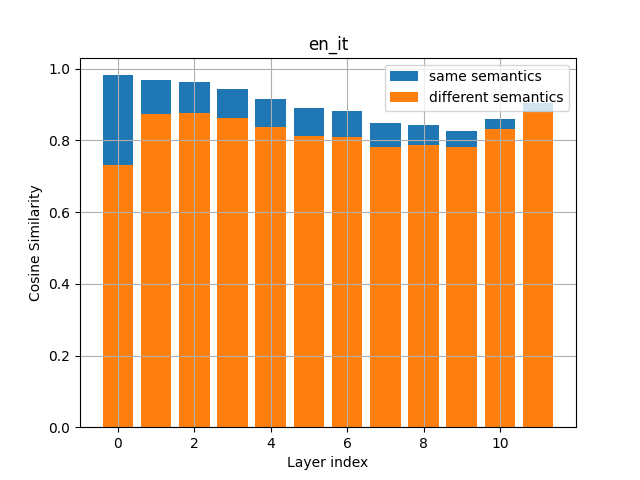 en_it
same semantics
different semantics
Cosine Similarity
1.0
0.8
0.6
0.4
0.2
0.0
0 2 4 6 8 10
Layer index